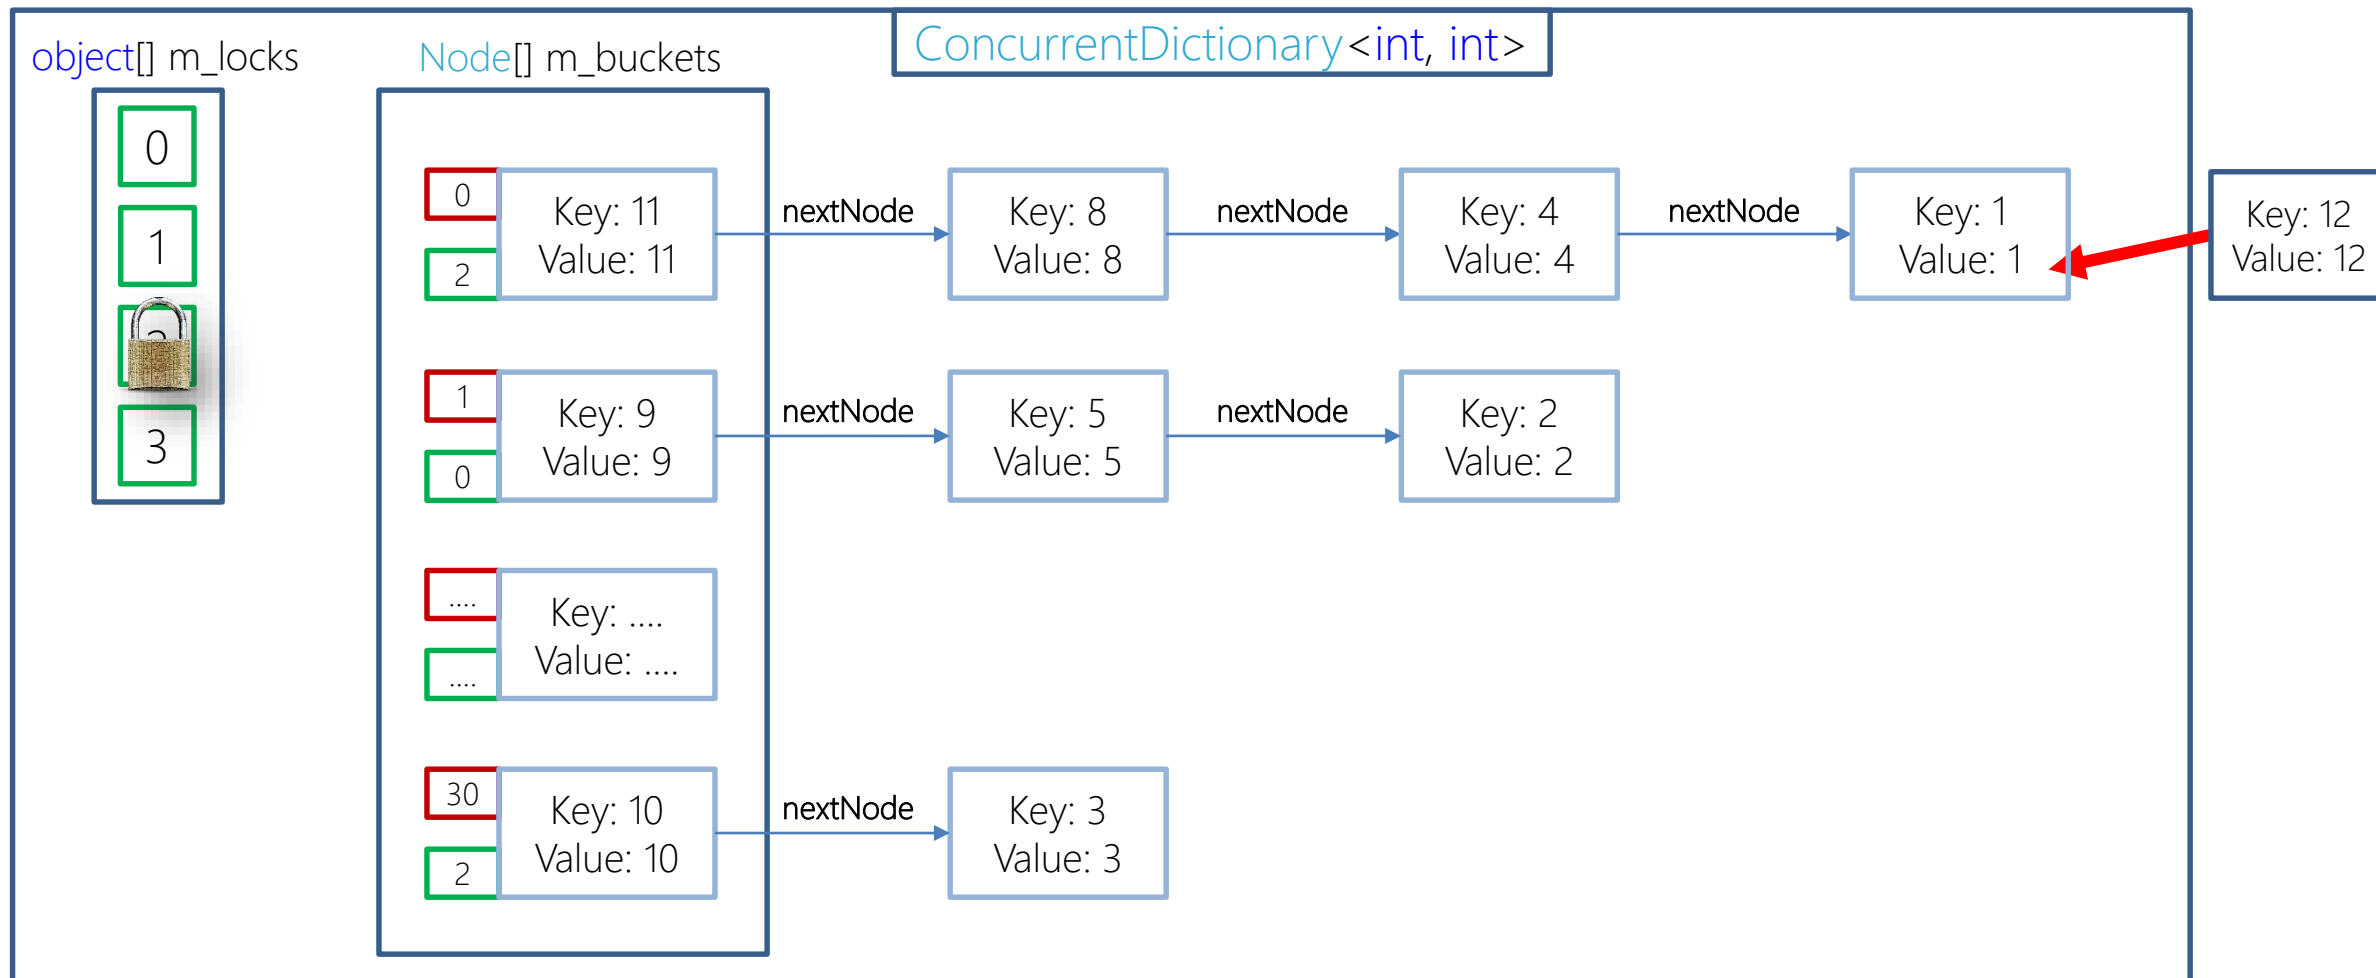 ConcurrentDictionary<int, int>
object[] m_locks
0
1
3
Node[] m_buckets
0
2
Key: 11
Value: 11
nextNode
Key: 8
Value: 8
nextNode
Key: 4
Value: 4
nextNode
Key: 1
Value: 1
Key: 12
Value: 12
1
0
Key: 9
Value: 9
nextNode
Key: 5
Value: 5
nextNode
Key: 2
Value: 2
....
....
Key: ....
Value: ....
30
2
Key: 10
Value: 10
nextNode
Key: 3
Value: 3